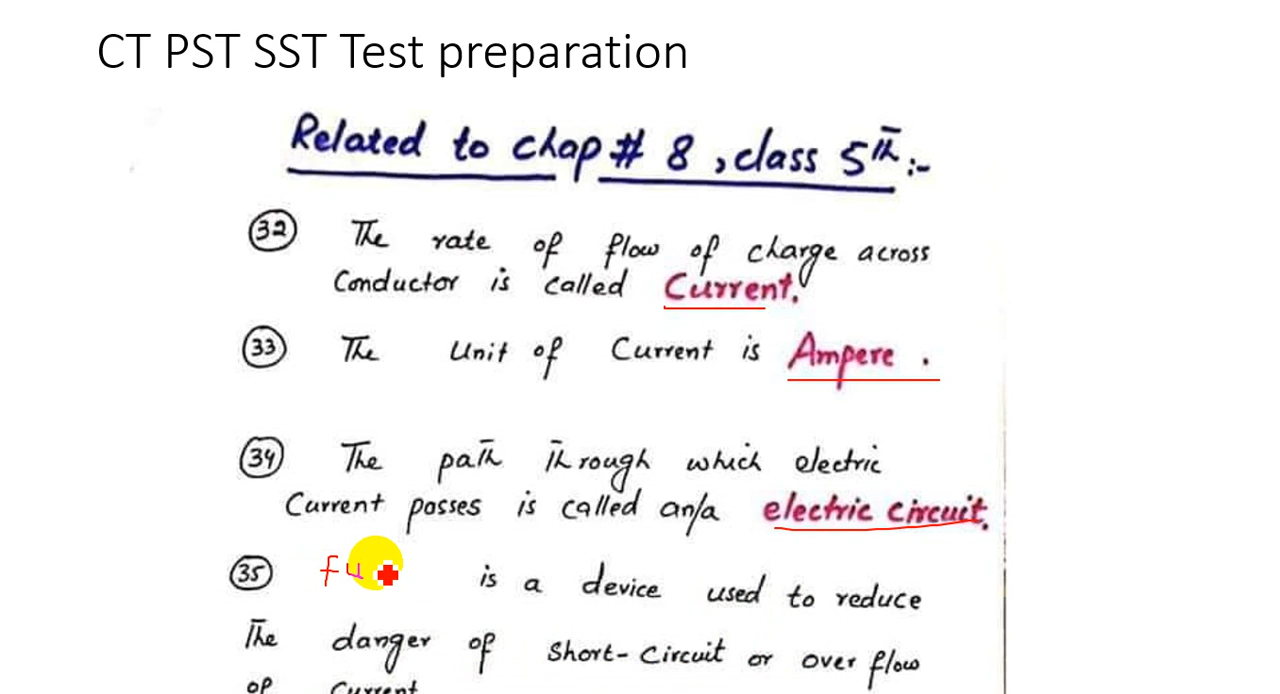 CT PST SST Test preparation
Related to chap # 8, class 5th :-
32 The rate of flow of charge across
Conductor is called Current.
33 The Unit of Current is Ampere.
34 The path through which electric
Current passes is called an/a electric circuit.
35 fu is a device used to reduce
The danger of Short-Circuit or over flow
of Current